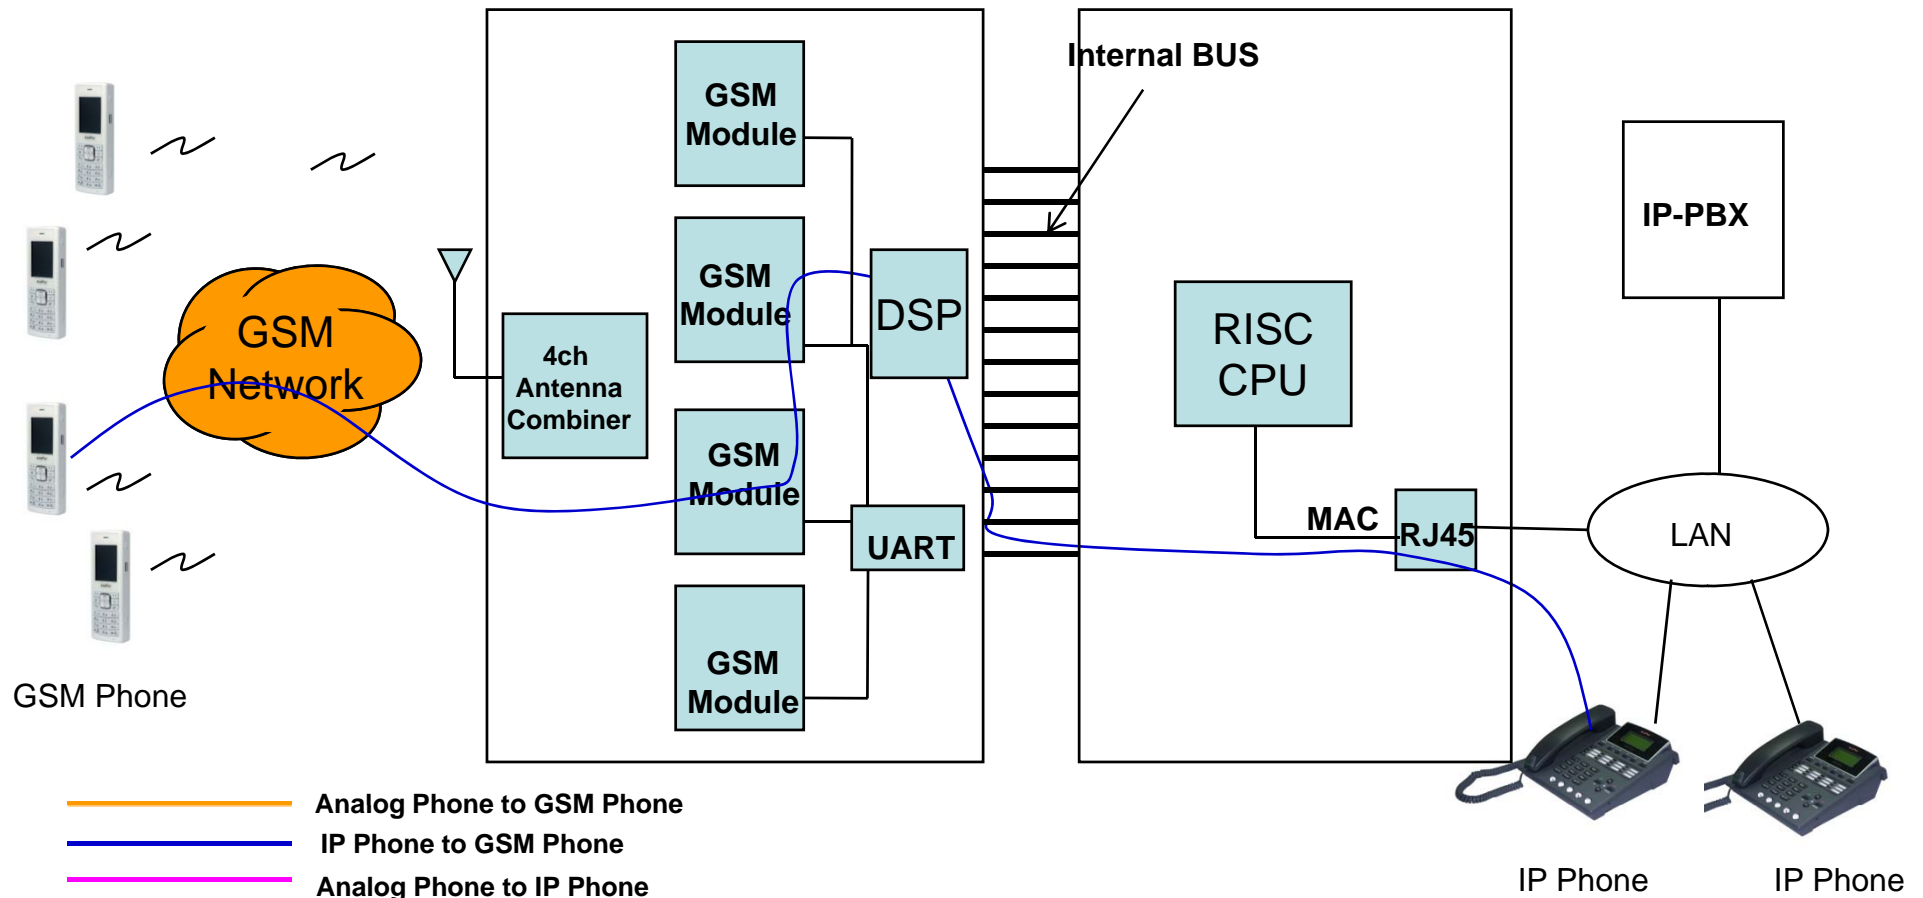 Internal BUS
GSM
Module
GSM
Module
GSM
Module
GSM
Module
DSP
UART
4ch
Antenna
Combiner
GSM
Network
GSM Phone
RISC
CPU
MAC
RJ45
IP-PBX
LAN
IP Phone
IP Phone
Analog Phone to GSM Phone
IP Phone to GSM Phone
Analog Phone to IP Phone